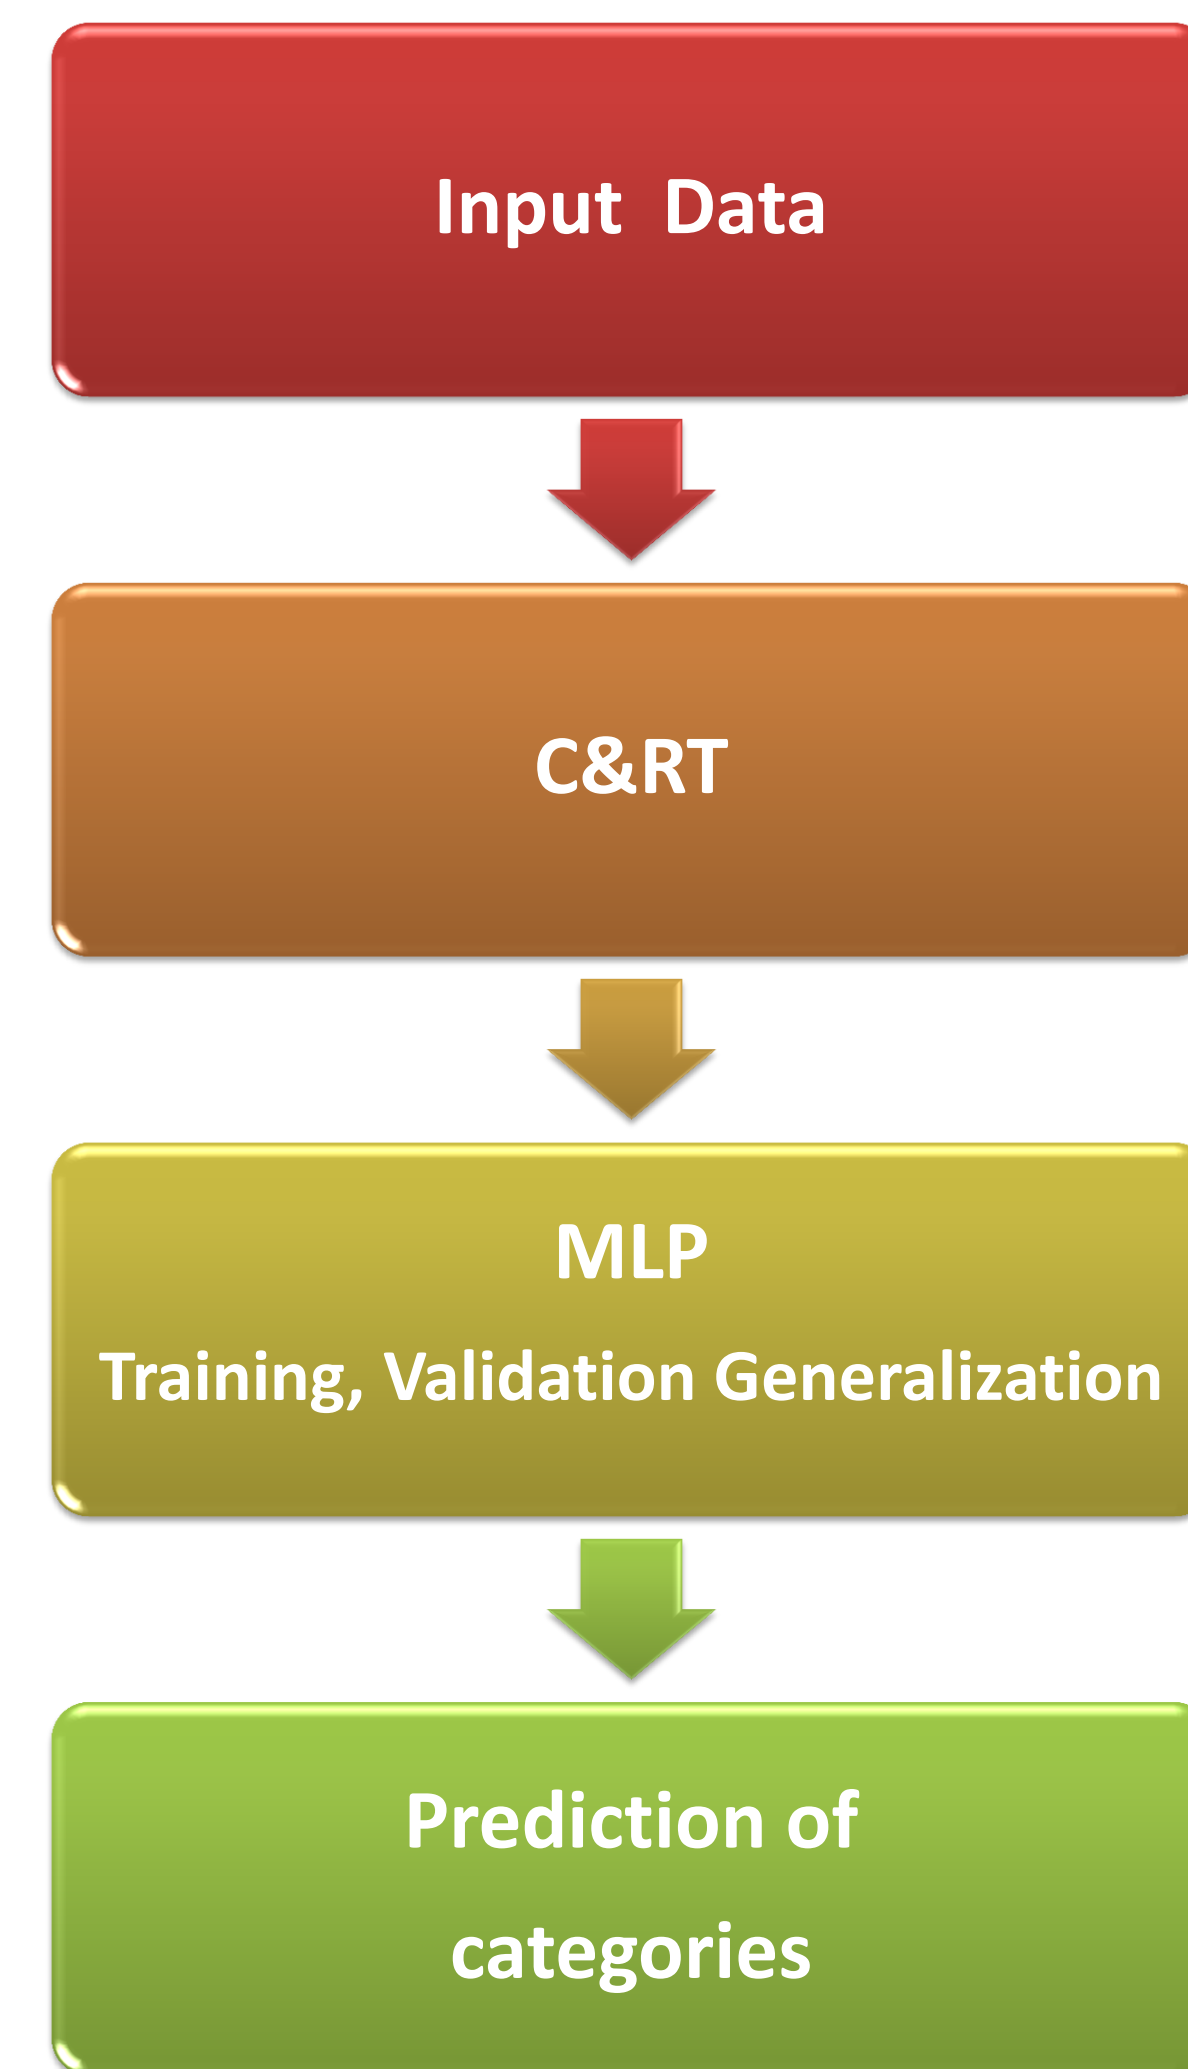 Input Data
C&RT
MLP
Training, Validation Generalization
Prediction of
categories